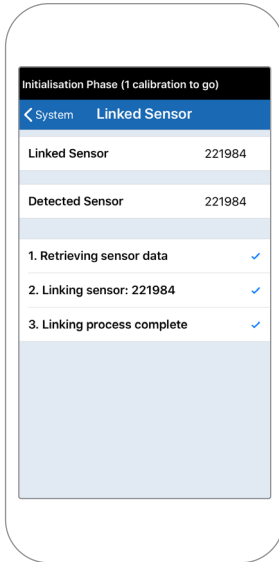 Initialisation Phase (1 calibration to go)
System Linked Sensor
Linked Sensor 221984
Detected Sensor 221984
1. Retrieving sensor data
2. Linking sensor: 221984
3. Linking process complete